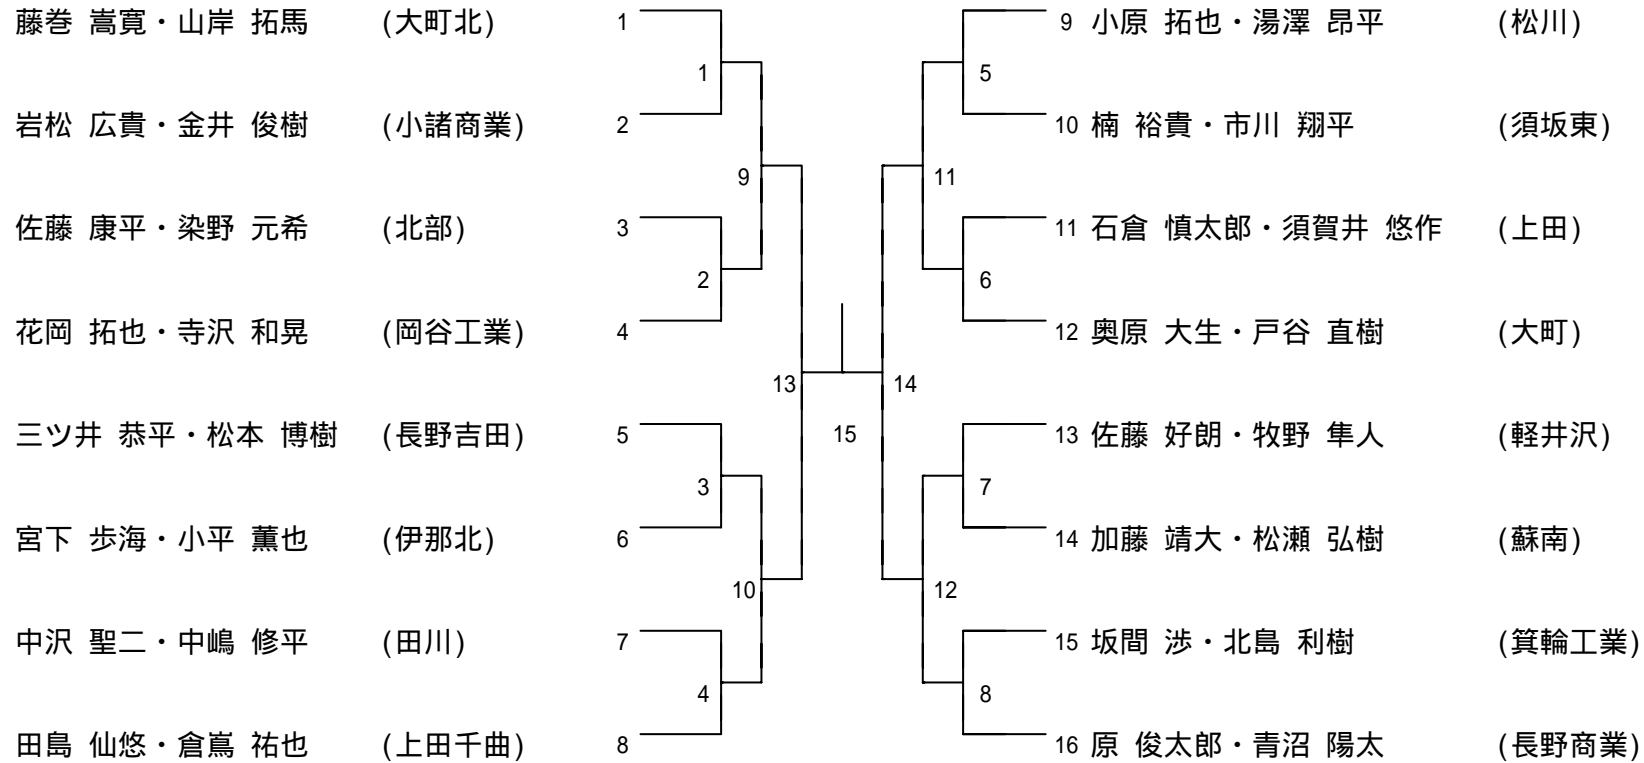 藤巻 嵩寛・山岸 拓馬 (大町北) 1
1
岩松 広貴・金井 俊樹 (小諸商業) 2
9
佐藤 康平・染野 元希 (北部) 3
2
花岡 拓也・寺沢 和晃 (岡谷工業) 4
13
三ツ井 恭平・松本 博樹 (長野吉田) 5
3
宮下 歩海・小平 薫也 (伊那北) 6
10
中沢 聖二・中嶋 修平 (田川) 7
4
田島 仙悠・倉嶌 祐也 (上田千曲) 8
15
9 小原 拓也・湯澤 昂平 (松川)
5
10 楠 裕貴・市川 翔平 (須坂東)
11
11 石倉 慎太郎・須賀井 悠作 (上田)
6
12 奥原 大生・戸谷 直樹 (大町)
14
13 佐藤 好朗・牧野 隼人 (軽井沢)
7
14 加藤 靖大・松瀬 弘樹 (蘇南)
12
15 坂間 渉・北島 利樹 (箕輪工業)
8
16 原 俊太郎・青沼 陽太 (長野商業)